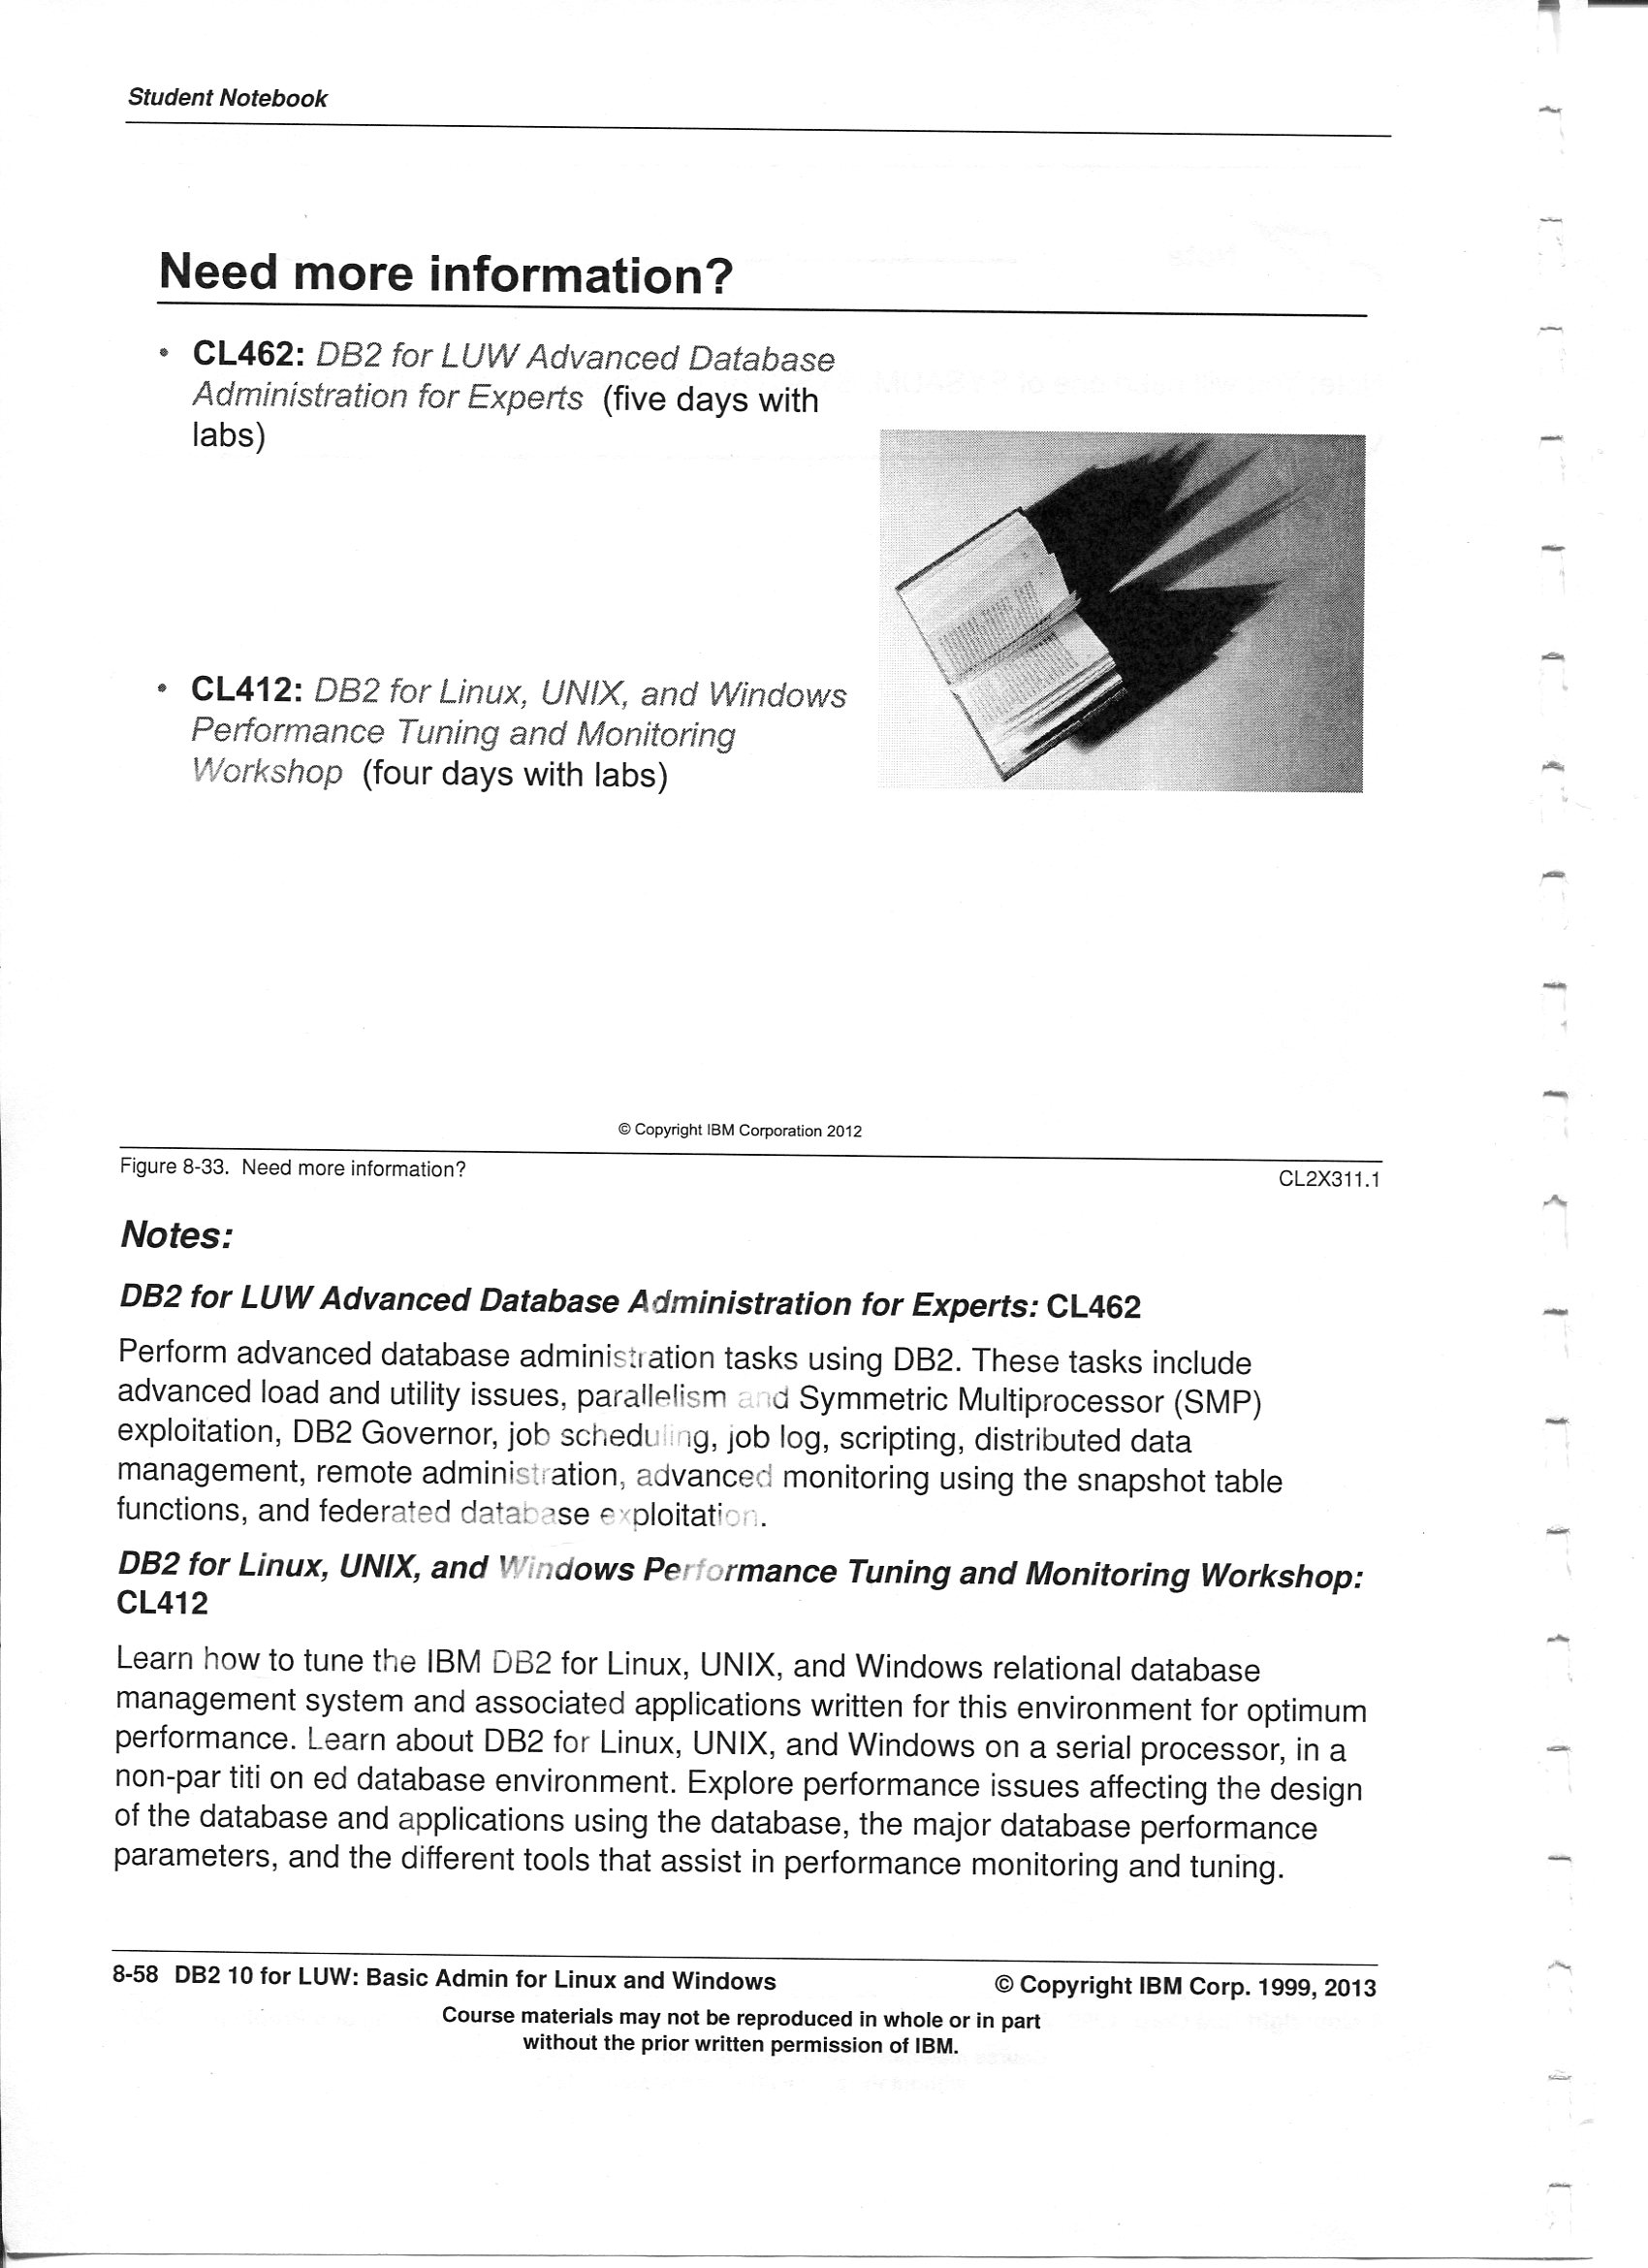 Student Notebook
Need more information?
• CL462: DB2 for LUW Advanced Database
Administration for Experts (five days with
labs)
• CL412: DB2 for Linux, UNIX, and Windows
Performance Tuning and Monitoring
Workshop (four days with labs)
© Copyright IBM Corporation 2012
Figure 8-33. Need more information?
CL2X311.1
Notes:
DB2 for LUW Advanced Database Administration for Experts: CL462
Perform advanced database administration tasks using DB2. These tasks include
advanced load and utility issues, parallelism and Symmetric Multiprocessor (SMP)
exploitation, DB2 Governor, job scheduling, job log, scripting, distributed data
management, remote administration, advanced monitoring using the snapshot table
functions, and federated database exploitation.
DB2 for Linux, UNIX, and Windows Performance Tuning and Monitoring Workshop:
CL412
Learn how to tune the IBM DB2 for Linux, UNIX, and Windows relational database
management system and associated applications written for this environment for optimum
performance. Learn about DB2 for Linux, UNIX, and Windows on a serial processor, in a
non-par titi on ed database environment. Explore performance issues affecting the design
of the database and applications using the database, the major database performance
parameters, and the different tools that assist in performance monitoring and tuning.
8-58 DB2 10 for LUW: Basic Admin for Linux and Windows
© Copyright IBM Corp. 1999, 2013
Course materials may not be reproduced in whole or in part
without the prior written permission of IBM.